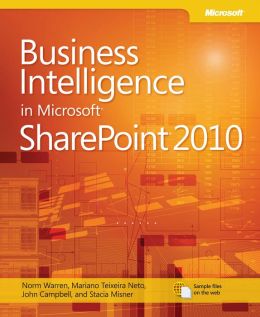 Microsoft
Business
Intelligence
in Microsoft®
SharePoint 2010
Norm Warren, Mariano Teixeira Neto,
John Campbell, and Stacia Misner
Sample files
on the web